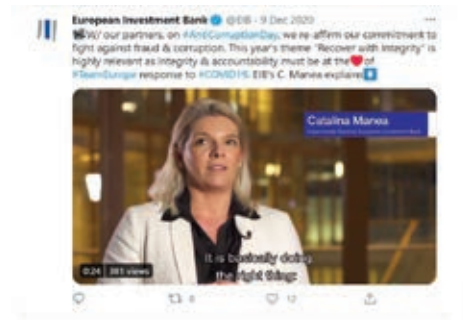 European Investment Bank @EIB · 9 Dec 2020
W/ our partners, on #AntiCorruptionDay, we re-affirm our commitment to
fight against fraud & corruption. This year's theme "Recover with Integrity" is
highly relevant as integrity & accountability must be at the ❤ of
#TeamEurope response to #COVID19. EIB's C. Manea explains⬇
Catalina Manea
It is basically doing
the right thing:
0:24 381 views
8
12